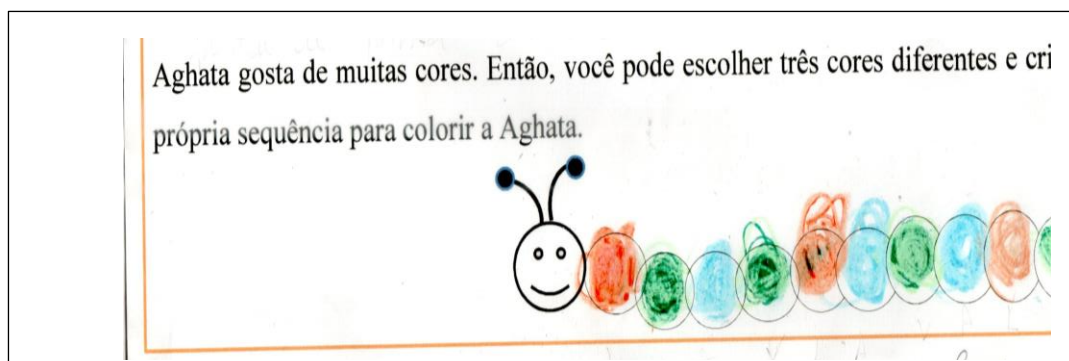 Aghata gosta de muitas cores. Então, você pode escolher três cores diferentes e cri
própria sequência para colorir a Aghata.